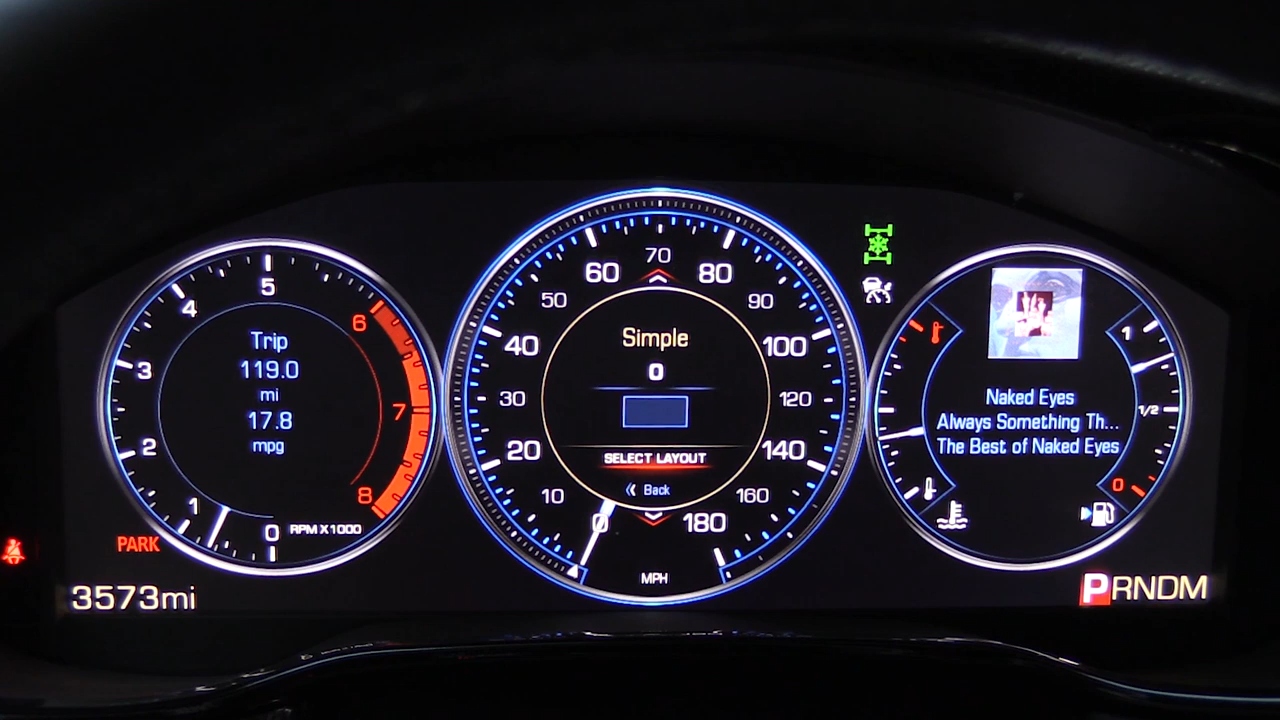 5
4
6
3
7
2
8
1
0
RPM X1000
Trip
119.0
mi
17.8
mpg
PARK
3573mi
70
60
80
50
90
40
100
30
120
20
140
10
160
0
180
MPH
Simple
0
SELECT LAYOUT
Back
1
1/2
0
Naked Eyes
Always Something Th...
The Best of Naked Eyes
PRNDM